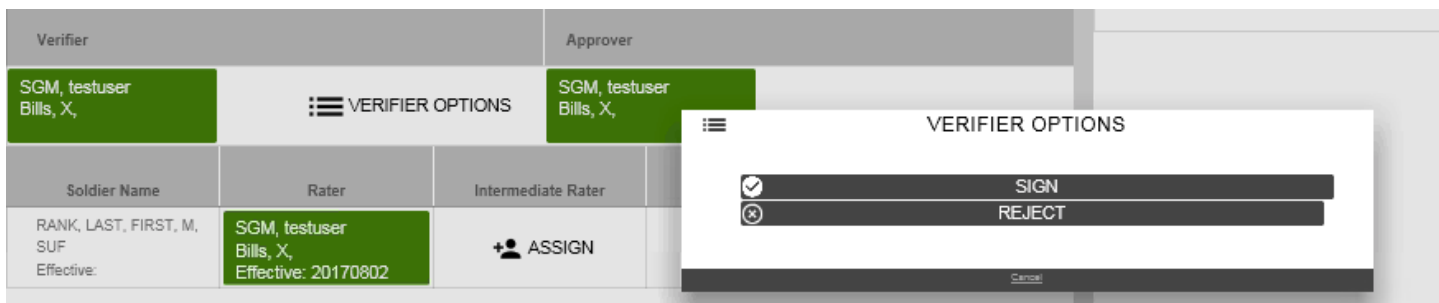 Verifier
Approver
SGM, testuser
Bills, X,
VERIFIER OPTIONS
SGM, testuser
Bills, X,
VERIFIER OPTIONS
SIGN
REJECT
Cancel
Soldier Name
Rater
Intermediate Rater
RANK, LAST, FIRST, M,
SUF
Effective:
SGM, testuser
Bills, X,
Effective: 20170802
ASSIGN